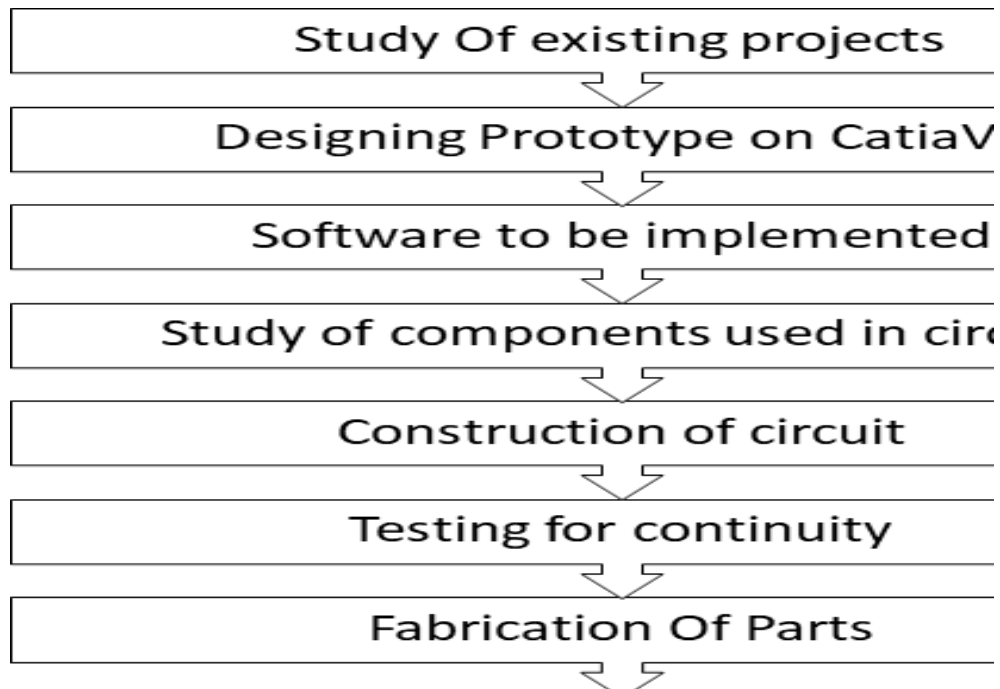 Study Of existing projects
Designing Prototype on CatiaV
Software to be implemented
Study of components used in circ
Construction of circuit
Testing for continuity
Fabrication Of Parts